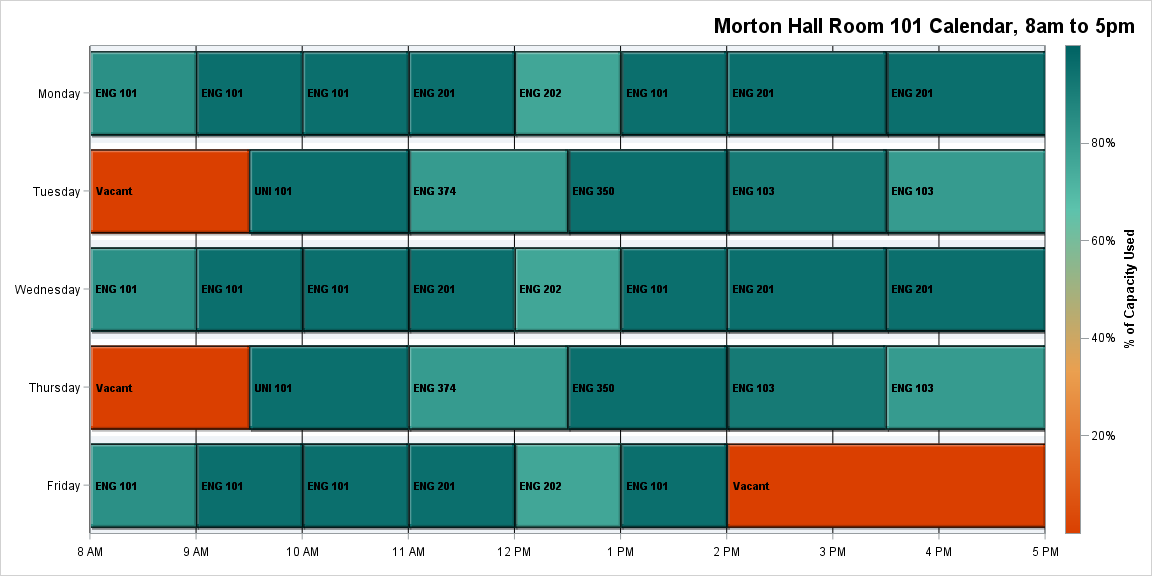 Morton Hall Room 101 Calendar, 8am to 5pm
Monday
ENG 101
ENG 101
ENG 101
ENG 201
ENG 202
ENG 101
ENG 201
ENG 201
Tuesday
Vacant
UNI 101
ENG 374
ENG 350
ENG 103
ENG 103
Wednesday
ENG 101
ENG 101
ENG 101
ENG 201
ENG 202
ENG 101
ENG 201
ENG 201
Thursday
Vacant
UNI 101
ENG 374
ENG 350
ENG 103
ENG 103
Friday
ENG 101
ENG 101
ENG 101
ENG 201
ENG 202
ENG 101
Vacant
8 AM
9 AM
10 AM
11 AM
12 PM
1 PM
2 PM
3 PM
4 PM
5 PM
80%
60%
40%
20%
% of Capacity Used